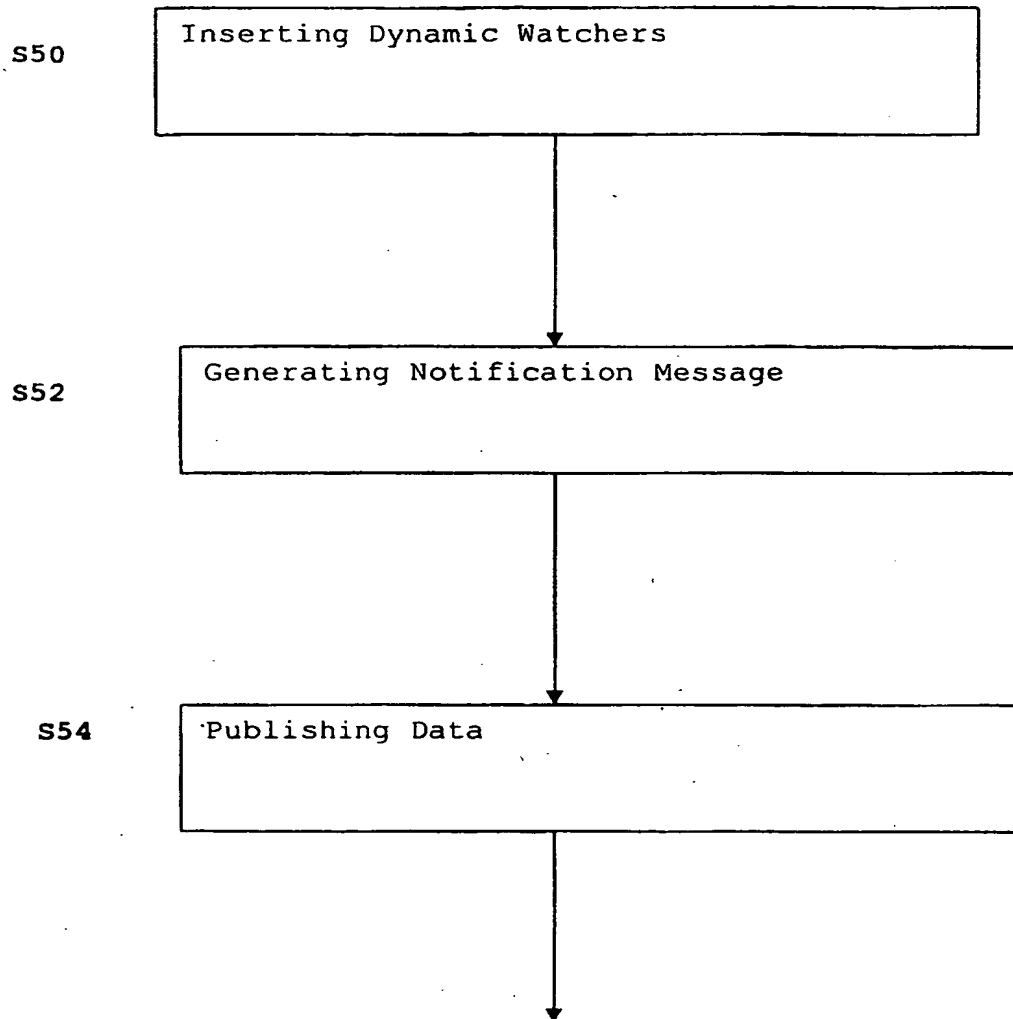 S50
Inserting Dynamic Watchers
S52
Generating Notification Message
S54
Publishing Data